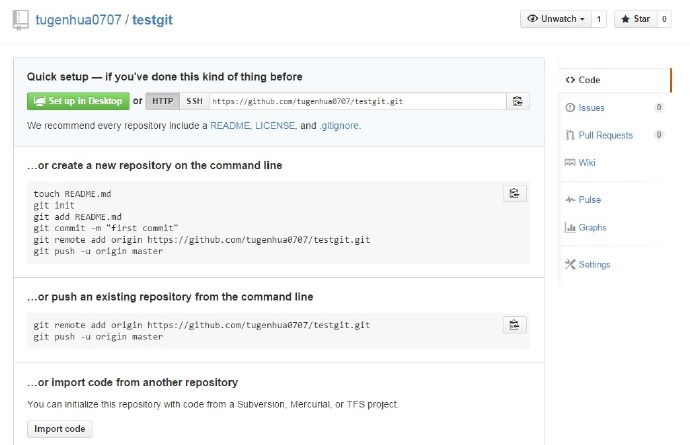 tugenhua0707 / testgit
Unwatch 1
Star 0
Quick setup — if you've done this kind of thing before
Set up in Desktop or HTTP SSH https://github.com/tugenhua0707/testgit.git
We recommend every repository include a README, LICENSE, and .gitignore.
…or create a new repository on the command line
touch README.md
git init
git add README.md
git commit -m "first commit"
git remote add origin https://github.com/tugenhua0707/testgit.git
git push -u origin master
…or push an existing repository from the command line
git remote add origin https://github.com/tugenhua0707/testgit.git
git push -u origin master
…or import code from another repository
You can initialize this repository with code from a Subversion, Mercurial, or TFS project.
Import code
Code
Issues 0
Pull Requests 0
Wiki
Pulse
Graphs
Settings